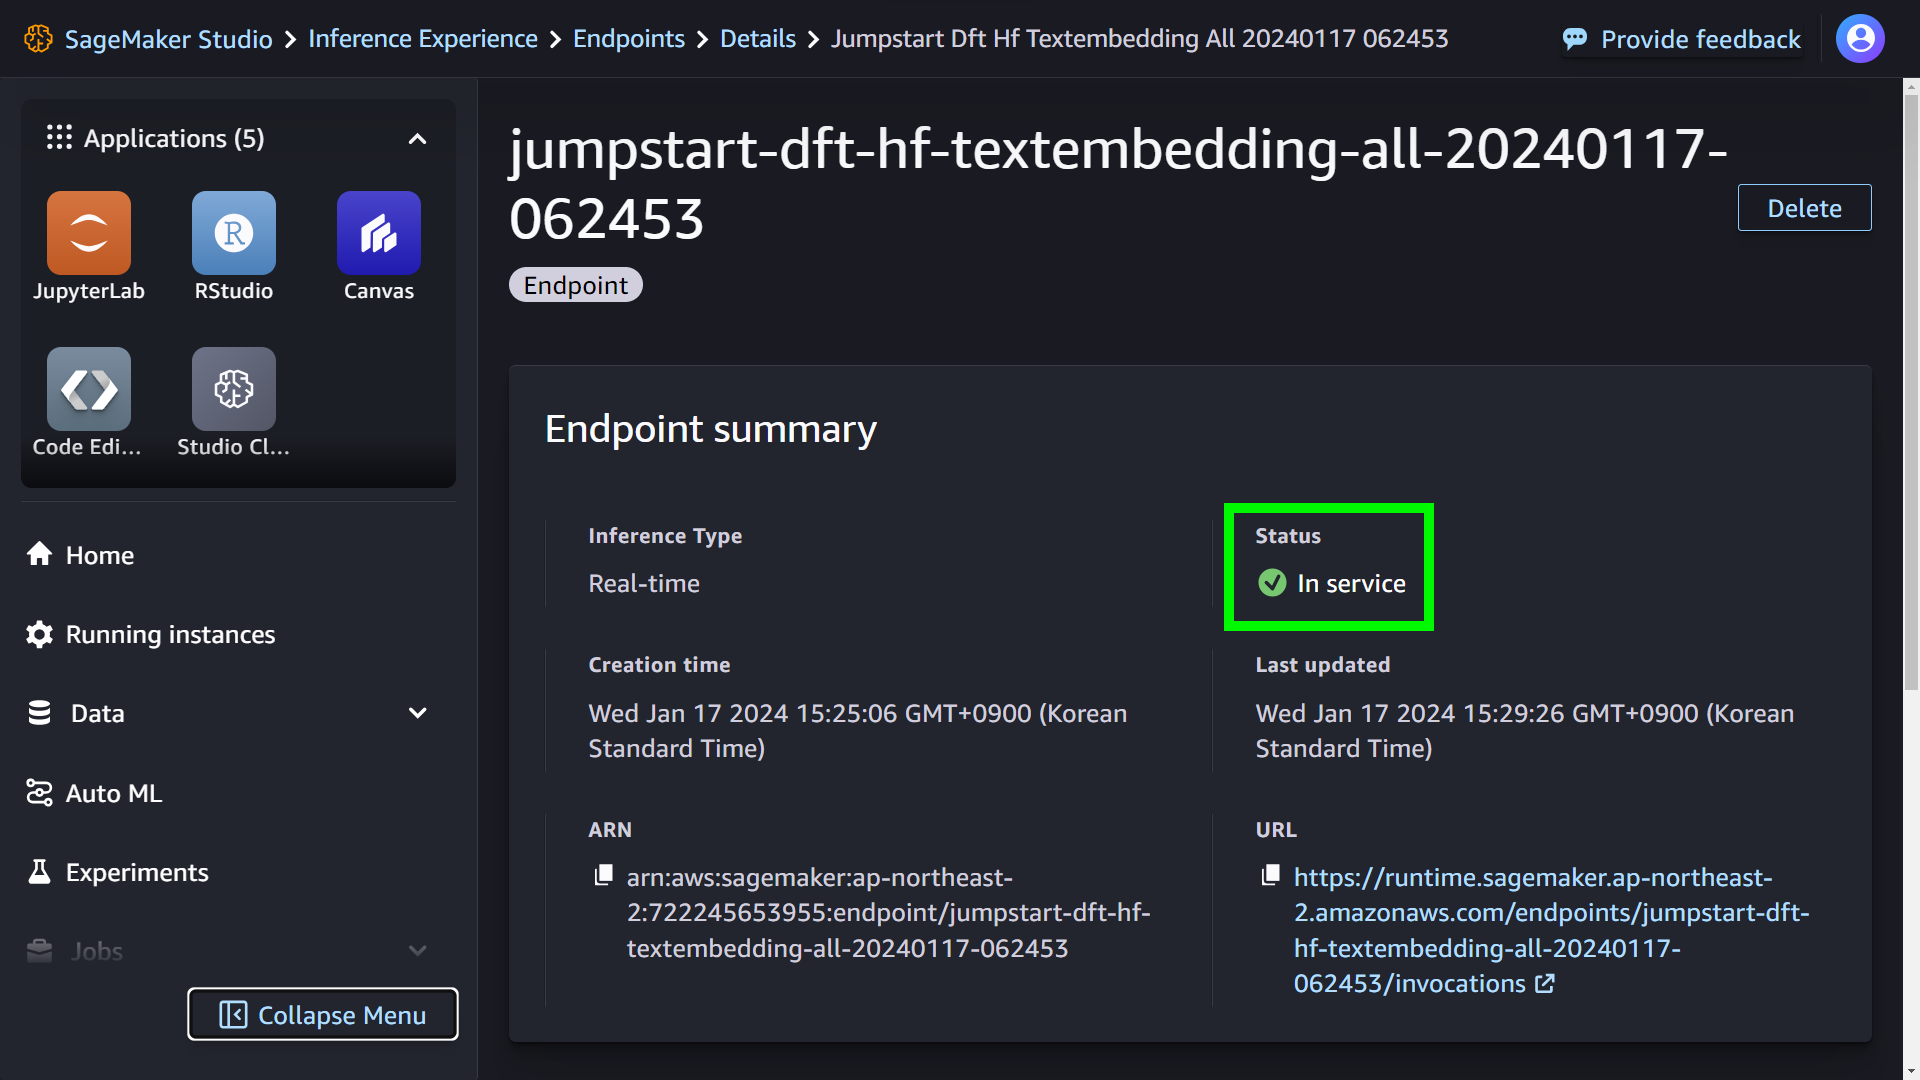 SageMaker Studio > Inference Experience > Endpoints > Details > Jumpstart Dft Hf Textembedding All 20240117 062453
Provide feedback
Applications (5)
JupyterLab
RStudio
Canvas
Code Edi...
Studio Cl...
Home
Running instances
Data
Auto ML
Experiments
Jobs
Collapse Menu
jumpstart-dft-hf-textembedding-all-20240117-
062453
Delete
Endpoint
Endpoint summary
Inference Type
Real-time
Status
In service
Creation time
Wed Jan 17 2024 15:25:06 GMT+0900 (Korean
Standard Time)
Last updated
Wed Jan 17 2024 15:29:26 GMT+0900 (Korean
Standard Time)
ARN
arn:aws:sagemaker:ap-northeast-
2:722245653955:endpoint/jumpstart-dft-hf-
textembedding-all-20240117-062453
URL
https://runtime.sagemaker.ap-northeast-
2.amazonaws.com/endpoints/jumpstart-dft-
hf-textembedding-all-20240117-
062453/invocations